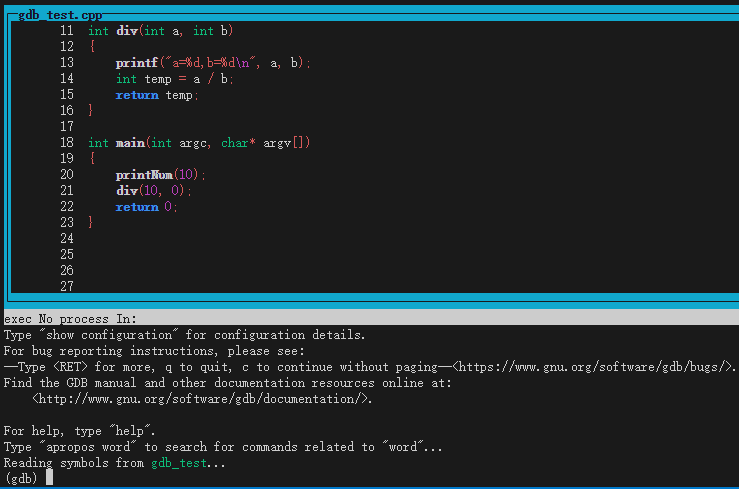 gdb_test.cpp
11 int div(int a, int b)
12 {
13     printf("a=%d,b=%d\n", a, b);
14     int temp = a / b;
15     return temp;
16 }
17
18 int main(int argc, char* argv[])
19 {
20     printNum(10);
21     div(10, 0);
22     return 0;
23 }
24
25
26
27
exec No process In:
Type "show configuration" for configuration details.
For bug reporting instructions, please see:
--Type <RET> for more, q to quit, c to continue without paging--<https://www.gnu.org/software/gdb/bugs/>.
Find the GDB manual and other documentation resources online at:
    <http://www.gnu.org/software/gdb/documentation/>.
For help, type "help".
Type "apropos word" to search for commands related to "word"...
Reading symbols from gdb_test...
(gdb)